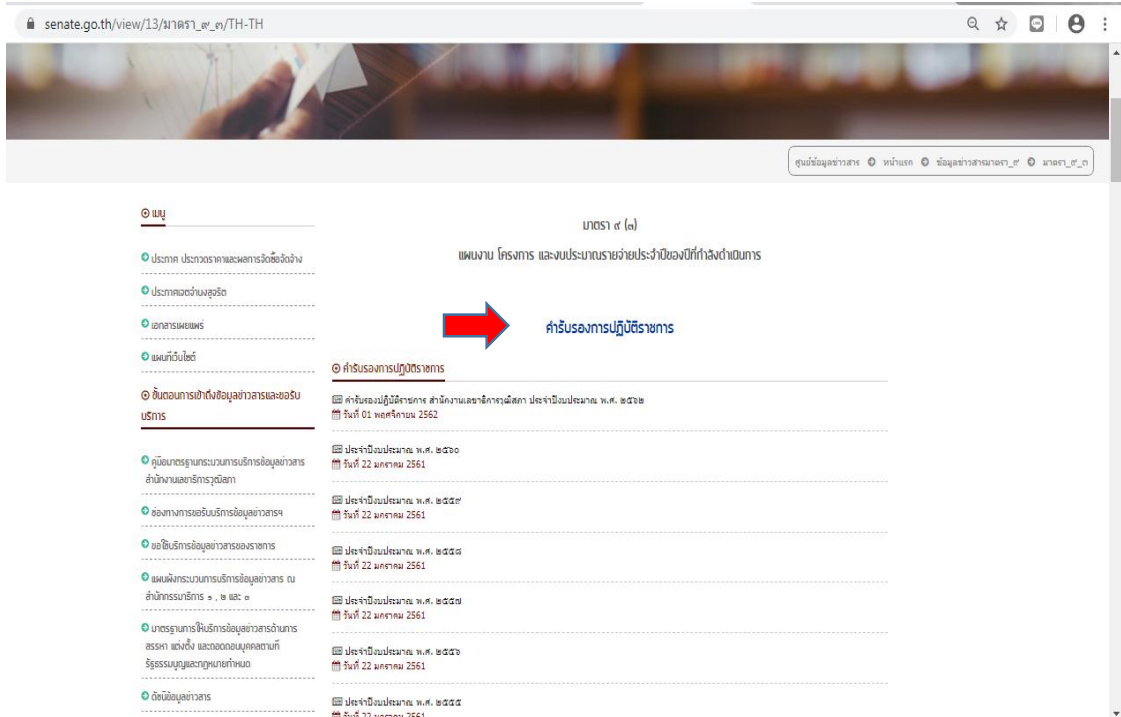 senate.go.th/view/13/มาตรา_๙_๓/TH-TH
ศูนย์ข้อมูลข่าวสาร หน้าแรก ข้อมูลข่าวสารมาตรา_๙ มาตรา_๙_๓
เมนู
ประกาศ ประกวดราคาและผลการจัดซื้อจัดจ้าง
ประกาศเจตจำนงสุจริต
เอกสารเผยแพร่
แผนที่เว็บไซต์
ขั้นตอนการเข้าถึงข้อมูลข่าวสารและขอรับ
บริการ
คู่มือมาตรฐานกระบวนการบริการข้อมูลข่าวสาร
สำนักงานเลขาธิการวุฒิสภา
ช่องทางการขอรับบริการข้อมูลข่าวสารฯ
ขอใช้บริการข้อมูลข่าวสารของราชการ
แผนผังกระบวนการบริการข้อมูลข่าวสาร ณ
สำนักกรรมาธิการ ๑ , ๒ และ ๓
มาตรฐานการให้บริการข้อมูลข่าวสารด้านการ
สรรหา แต่งตั้ง และถอดถอนบุคคลตามที่
รัฐธรรมนูญและกฎหมายกำหนด
ดัชนีข้อมูลข่าวสาร
มาตรา ๙ (๓)
แผนงาน โครงการ และงบประมาณรายจ่ายประจำปีของปีที่กำลังดำเนินการ
คำรับรองการปฏิบัติราชการ
คำรับรองการปฏิบัติราชการ
คำรับรองปฏิบัติราชการ สำนักงานเลขาธิการวุฒิสภา ประจำปีงบประมาณ พ.ศ. ๒๕๖๒
วันที่ 01 พฤศจิกายน 2562
ประจำปีงบประมาณ พ.ศ. ๒๕๖๐
วันที่ 22 มกราคม 2561
ประจำปีงบประมาณ พ.ศ. ๒๕๕๙
วันที่ 22 มกราคม 2561
ประจำปีงบประมาณ พ.ศ. ๒๕๕๘
วันที่ 22 มกราคม 2561
ประจำปีงบประมาณ พ.ศ. ๒๕๕๗
วันที่ 22 มกราคม 2561
ประจำปีงบประมาณ พ.ศ. ๒๕๕๖
วันที่ 22 มกราคม 2561
ประจำปีงบประมาณ พ.ศ. ๒๕๕๕
วันที่ 22 มกราคม 2561